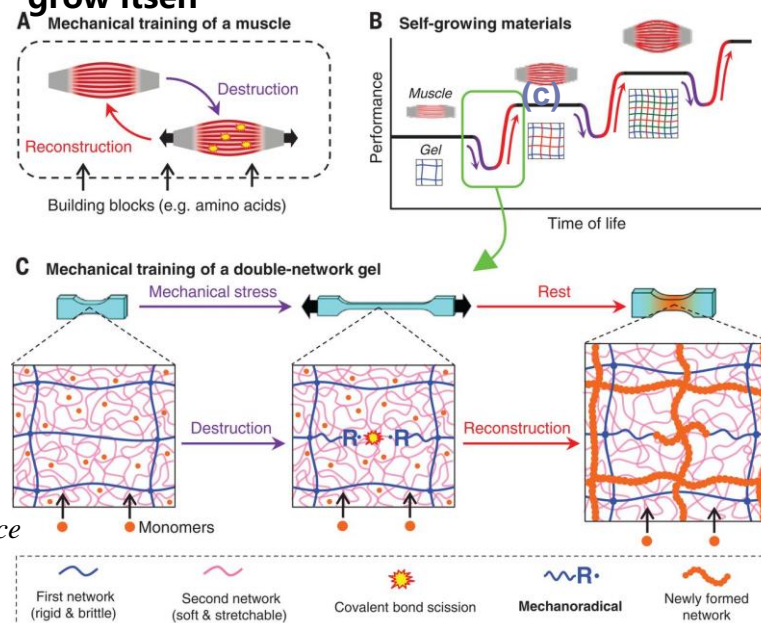 grow itself
A Mechanical training of a muscle
Destruction
Reconstruction
Building blocks (e.g. amino acids)
B Self-growing materials
Performance
Muscle
(c)
Gel
Time of life
C Mechanical training of a double-network gel
Mechanical stress
Rest
Destruction
R· ·R
Reconstruction
ce
Monomers
First network
(rigid & brittle)
Second network
(soft & stretchable)
Covalent bond scission
R·
Mechanoradical
Newly formed
network